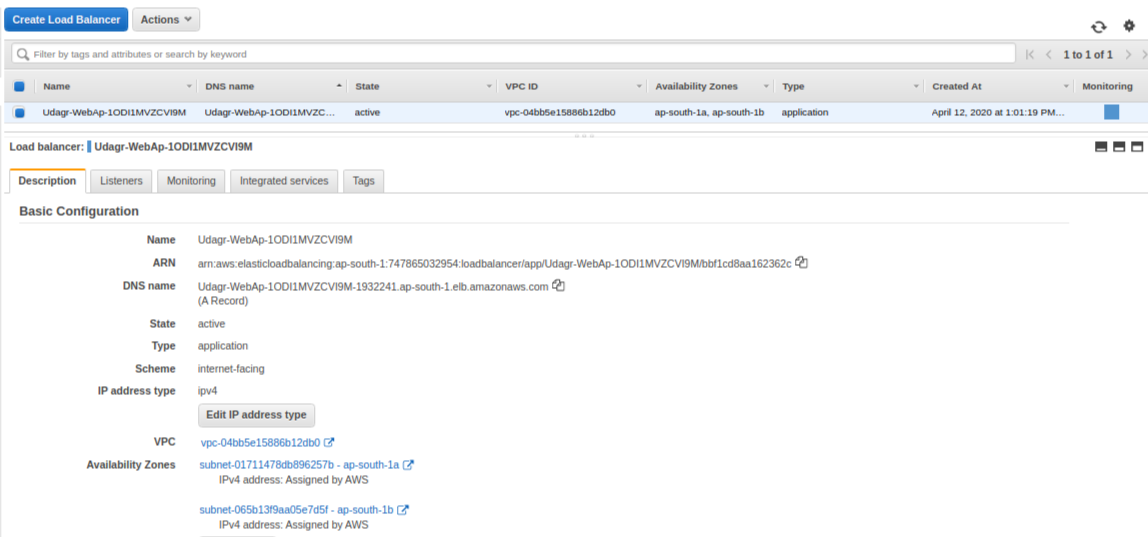 Create Load Balancer Actions
Filter by tags and attributes or search by keyword 1 to 1 of 1
Name DNS name State VPC ID Availability Zones Type Created At Monitoring
Udagr-WebAp-1ODI1MVZCVI9M Udagr-WebAp-1ODI1MVZC... active vpc-04bb5e15886b12db0 ap-south-1a, ap-south-1b application April 12, 2020 at 1:01:19 PM...
Load balancer: Udagr-WebAp-1ODI1MVZCVI9M
Description Listeners Monitoring Integrated services Tags
Basic Configuration
Name Udagr-WebAp-1ODI1MVZCVI9M
ARN arn:aws:elasticloadbalancing:ap-south-1:747865032954:loadbalancer/app/Udagr-WebAp-1ODI1MVZCVI9M/bbf1cd8aa162362c
DNS name Udagr-WebAp-1ODI1MVZCVI9M-1932241.ap-south-1.elb.amazonaws.com
(A Record)
State active
Type application
Scheme internet-facing
IP address type ipv4
Edit IP address type
VPC vpc-04bb5e15886b12db0
Availability Zones subnet-01711478db896257b - ap-south-1a
IPv4 address: Assigned by AWS
subnet-065b13f9aa05e7d5f - ap-south-1b
IPv4 address: Assigned by AWS